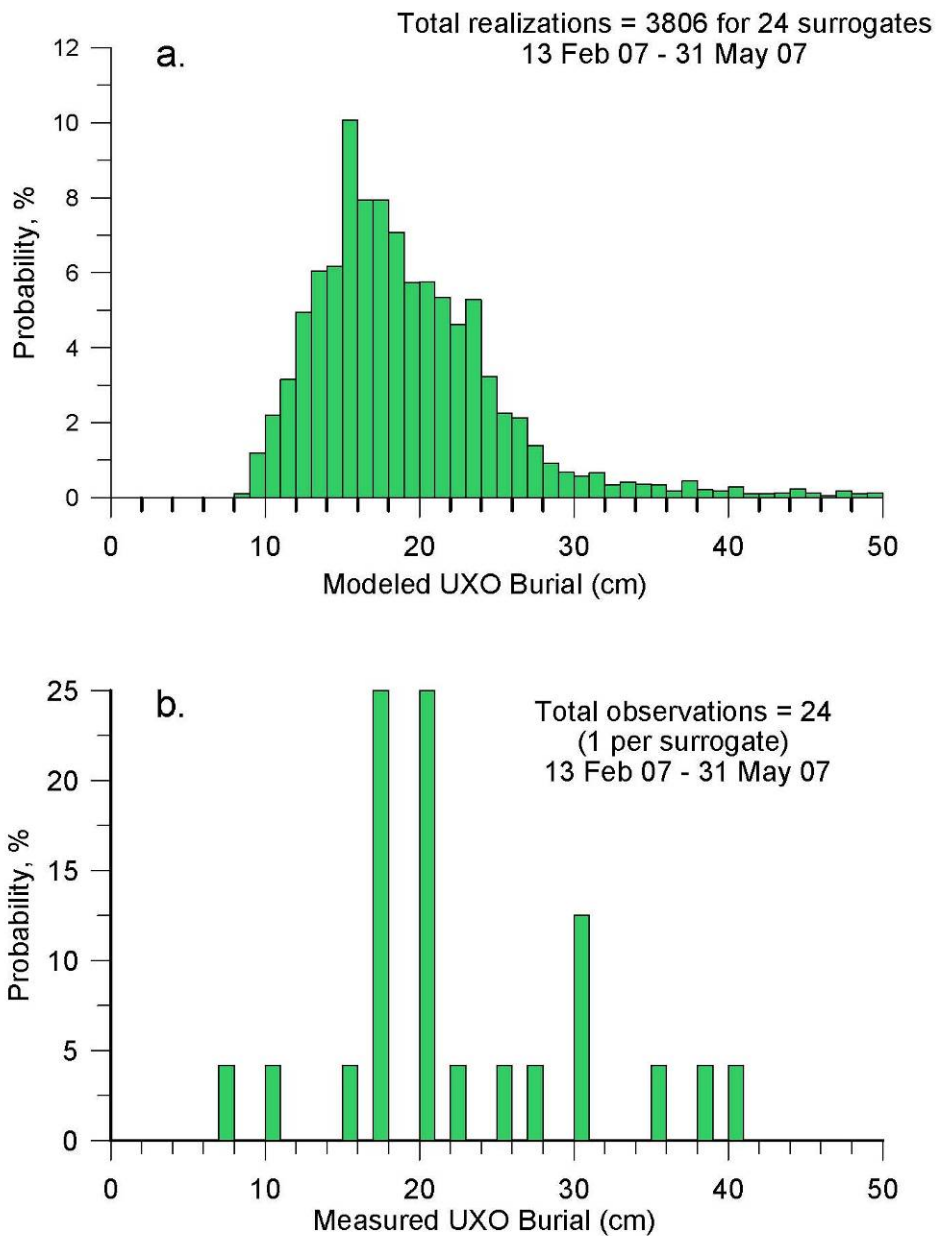 Total realizations = 3806 for 24 surrogates
13 Feb 07 - 31 May 07
a.
12
10
8
6
4
2
0
Probability, %
0 10 20 30 40 50
Modeled UXO Burial (cm)
b.
Total observations = 24
(1 per surrogate)
13 Feb 07 - 31 May 07
25
20
15
10
5
0
Probability, %
0 10 20 30 40 50
Measured UXO Burial (cm)